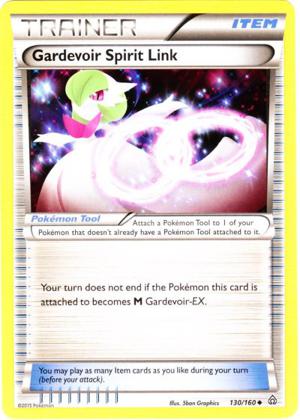 TRAINER ITEM
Gardevoir Spirit Link
Pokémon Tool
Attach a Pokémon Tool to 1 of your
Pokémon that doesn't already have a Pokémon Tool attached to it.
Your turn does not end if the Pokémon this card is
attached to becomes M Gardevoir-EX.
You may play as many Item cards as you like during your turn
(before your attack).
©2015 Pokémon
Illus. 5ban Graphics
130/160